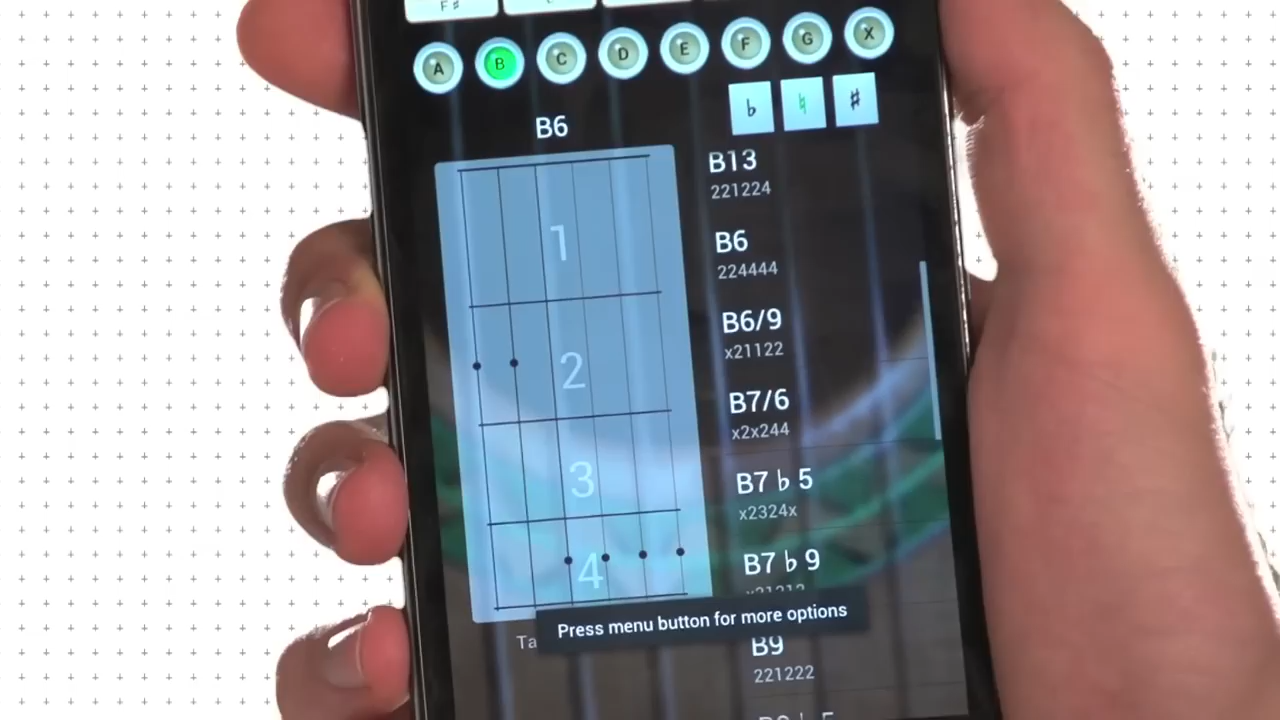 F♯
A B C D E F G X
♭ ♮ ♯
B6
1
2
3
4
B13
221224
B6
224444
B6/9
x21122
B7/6
x2x244
B7♭5
x2324x
B7♭9
x21212
Press menu button for more options
B9
221222